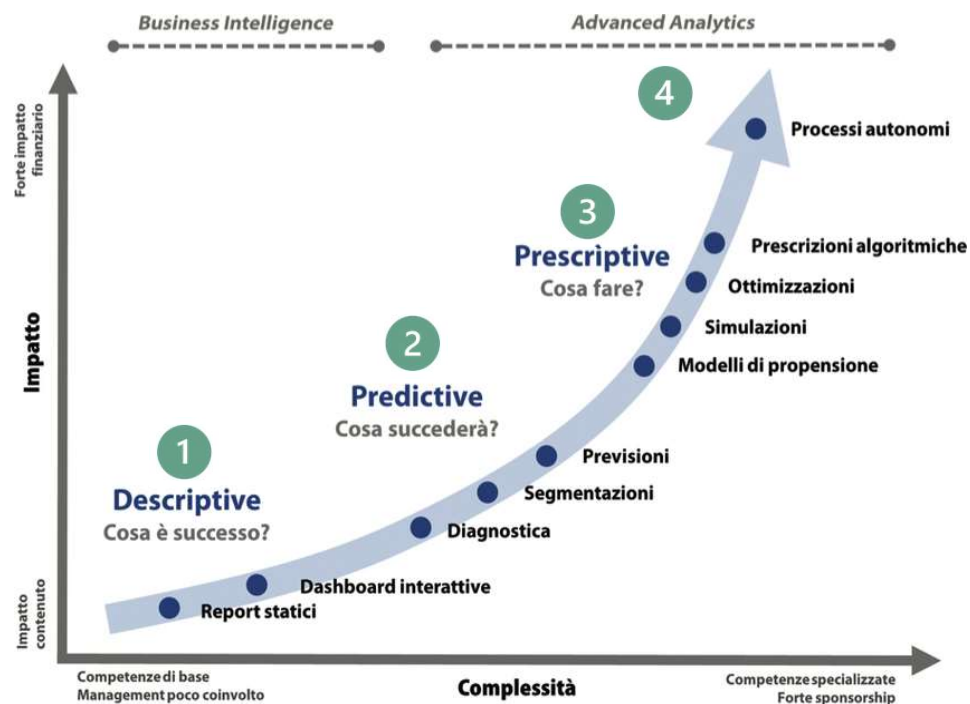 Business Intelligence
Advanced Analytics
Forte impatto
finanziario
4
Processi autonomi
3
Prescriptive
Cosa fare?
Prescrizioni algoritmiche
Ottimizzazioni
Simulazioni
Modelli di propensione
Impatto
2
Predictive
Cosa succederà?
Previsioni
Segmentazioni
Diagnostica
1
Descriptive
Cosa è successo?
Dashboard interattive
Report statici
Impatto
contenuto
Competenze di base
Management poco coinvolto
Complessità
Competenze specializzate
Forte sponsorship